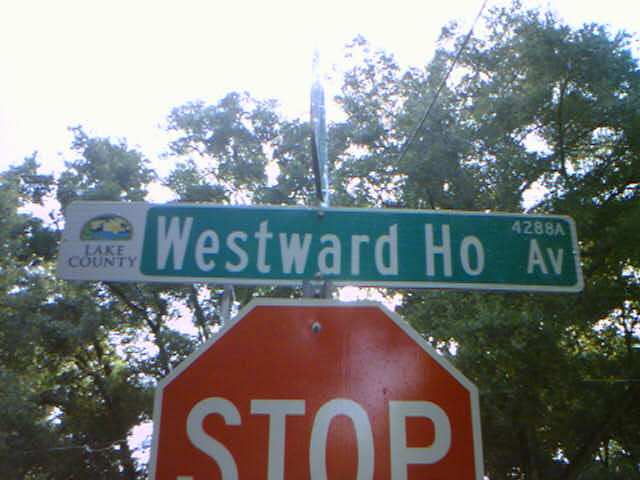 LAKE
COUNTY
Westward Ho Av
4288A
STOP